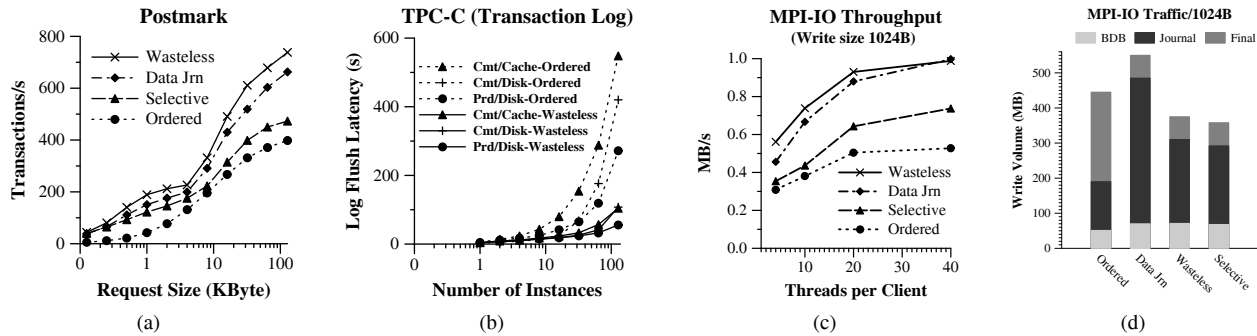 Postmark
800
600
400
200
0
Transactions/s
Wasteless
Data Jrn
Selective
Ordered
0 1 10 100
Request Size (KByte)
(a)
TPC-C (Transaction Log)
600
400
200
0
Log Flush Latency (s)
Cmt/Cache-Ordered
Cmt/Disk-Ordered
Prd/Disk-Ordered
Cmt/Cache-Wasteless
Cmt/Disk-Wasteless
Prd/Disk-Wasteless
0 1 10 100
Number of Instances
(b)
MPI-IO Throughput
(Write size 1024B)
1.0
0.8
0.6
0.4
0.2
0.0
MB/s
Wasteless
Data Jrn
Selective
Ordered
0 10 20 30 40
Threads per Client
(c)
MPI-IO Traffic/1024B
BDB Journal Final
500
400
300
200
100
0
Write Volume (MB)
Ordered
Data Jrn
Wasteless
Selective
(d)